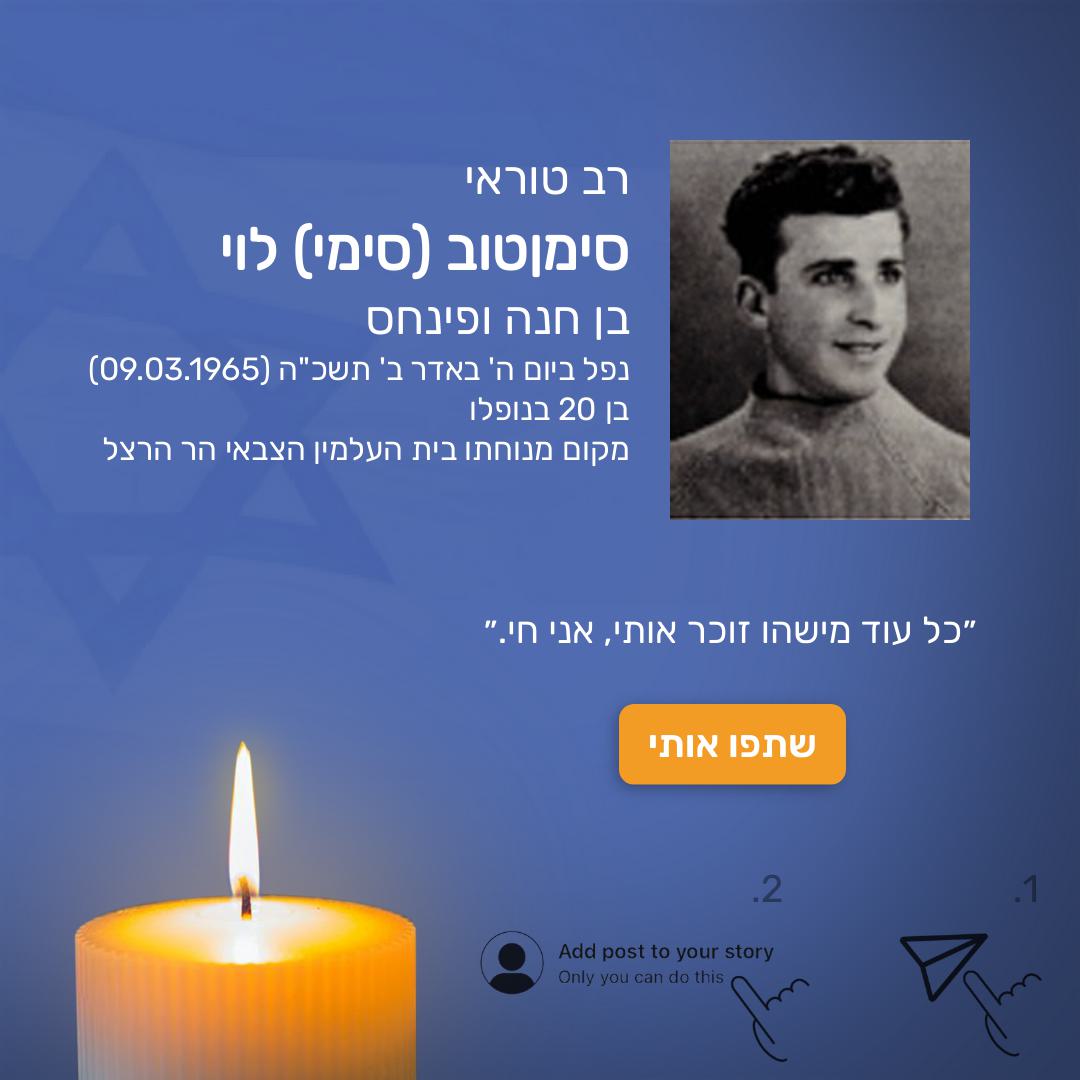 רב טוראי
סימןטוב (סימי) לוי
בן חנה ופינחס
נפל ביום ה' באדר ב' תשכ"ה (09.03.1965)
בן 20 בנופלו
מקום מנוחתו בית העלמין הצבאי הר הרצל
״כל עוד מישהו זוכר אותי, אני חי.״
שתפו אותי
1.
2.
Add post to your story
Only you can do this